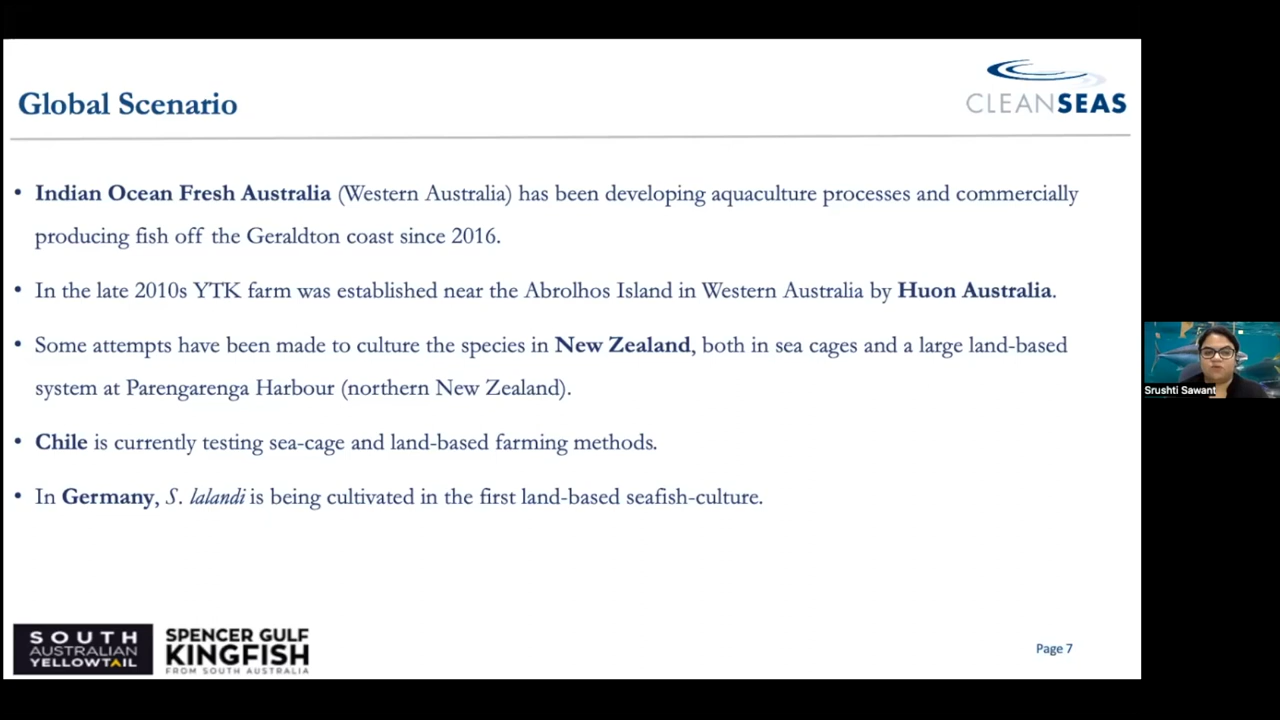 Global Scenario
CLEANSEAS
• Indian Ocean Fresh Australia (Western Australia) has been developing aquaculture processes and commercially
producing fish off the Geraldton coast since 2016.
• In the late 2010s YTK farm was established near the Abrolhos Island in Western Australia by Huon Australia.
• Some attempts have been made to culture the species in New Zealand, both in sea cages and a large land-based
system at Parengarenga Harbour (northern New Zealand).
• Chile is currently testing sea-cage and land-based farming methods.
• In Germany, S. lalandi is being cultivated in the first land-based seafish-culture.
Srushti Sawant
SOUTH
AUSTRALIAN
YELLOWTAIL
SPENCER GULF
KINGFISH
FROM SOUTH AUSTRALIA
Page 7